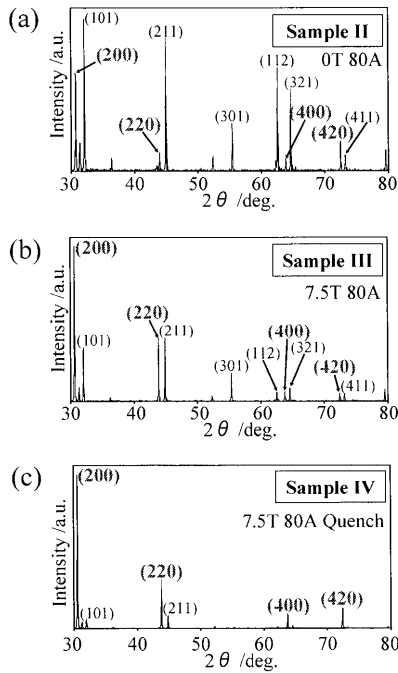 (a)
Intensity /a.u.
(101)
(200)
(211)
(220)
(301)
(112)
(321)
(400)
(420)
(411)
Sample II
0T 80A
30 40 50 60 70 80
2 θ /deg.
(b)
Intensity /a.u.
(200)
(101)
(220)
(211)
(301)
(112)
(400)
(321)
(420)
(411)
Sample III
7.5T 80A
30 40 50 60 70 80
2 θ /deg.
(c)
Intensity /a.u.
(200)
(101)
(220)
(211)
(400)
(420)
Sample IV
7.5T 80A Quench
30 40 50 60 70 80
2 θ /deg.